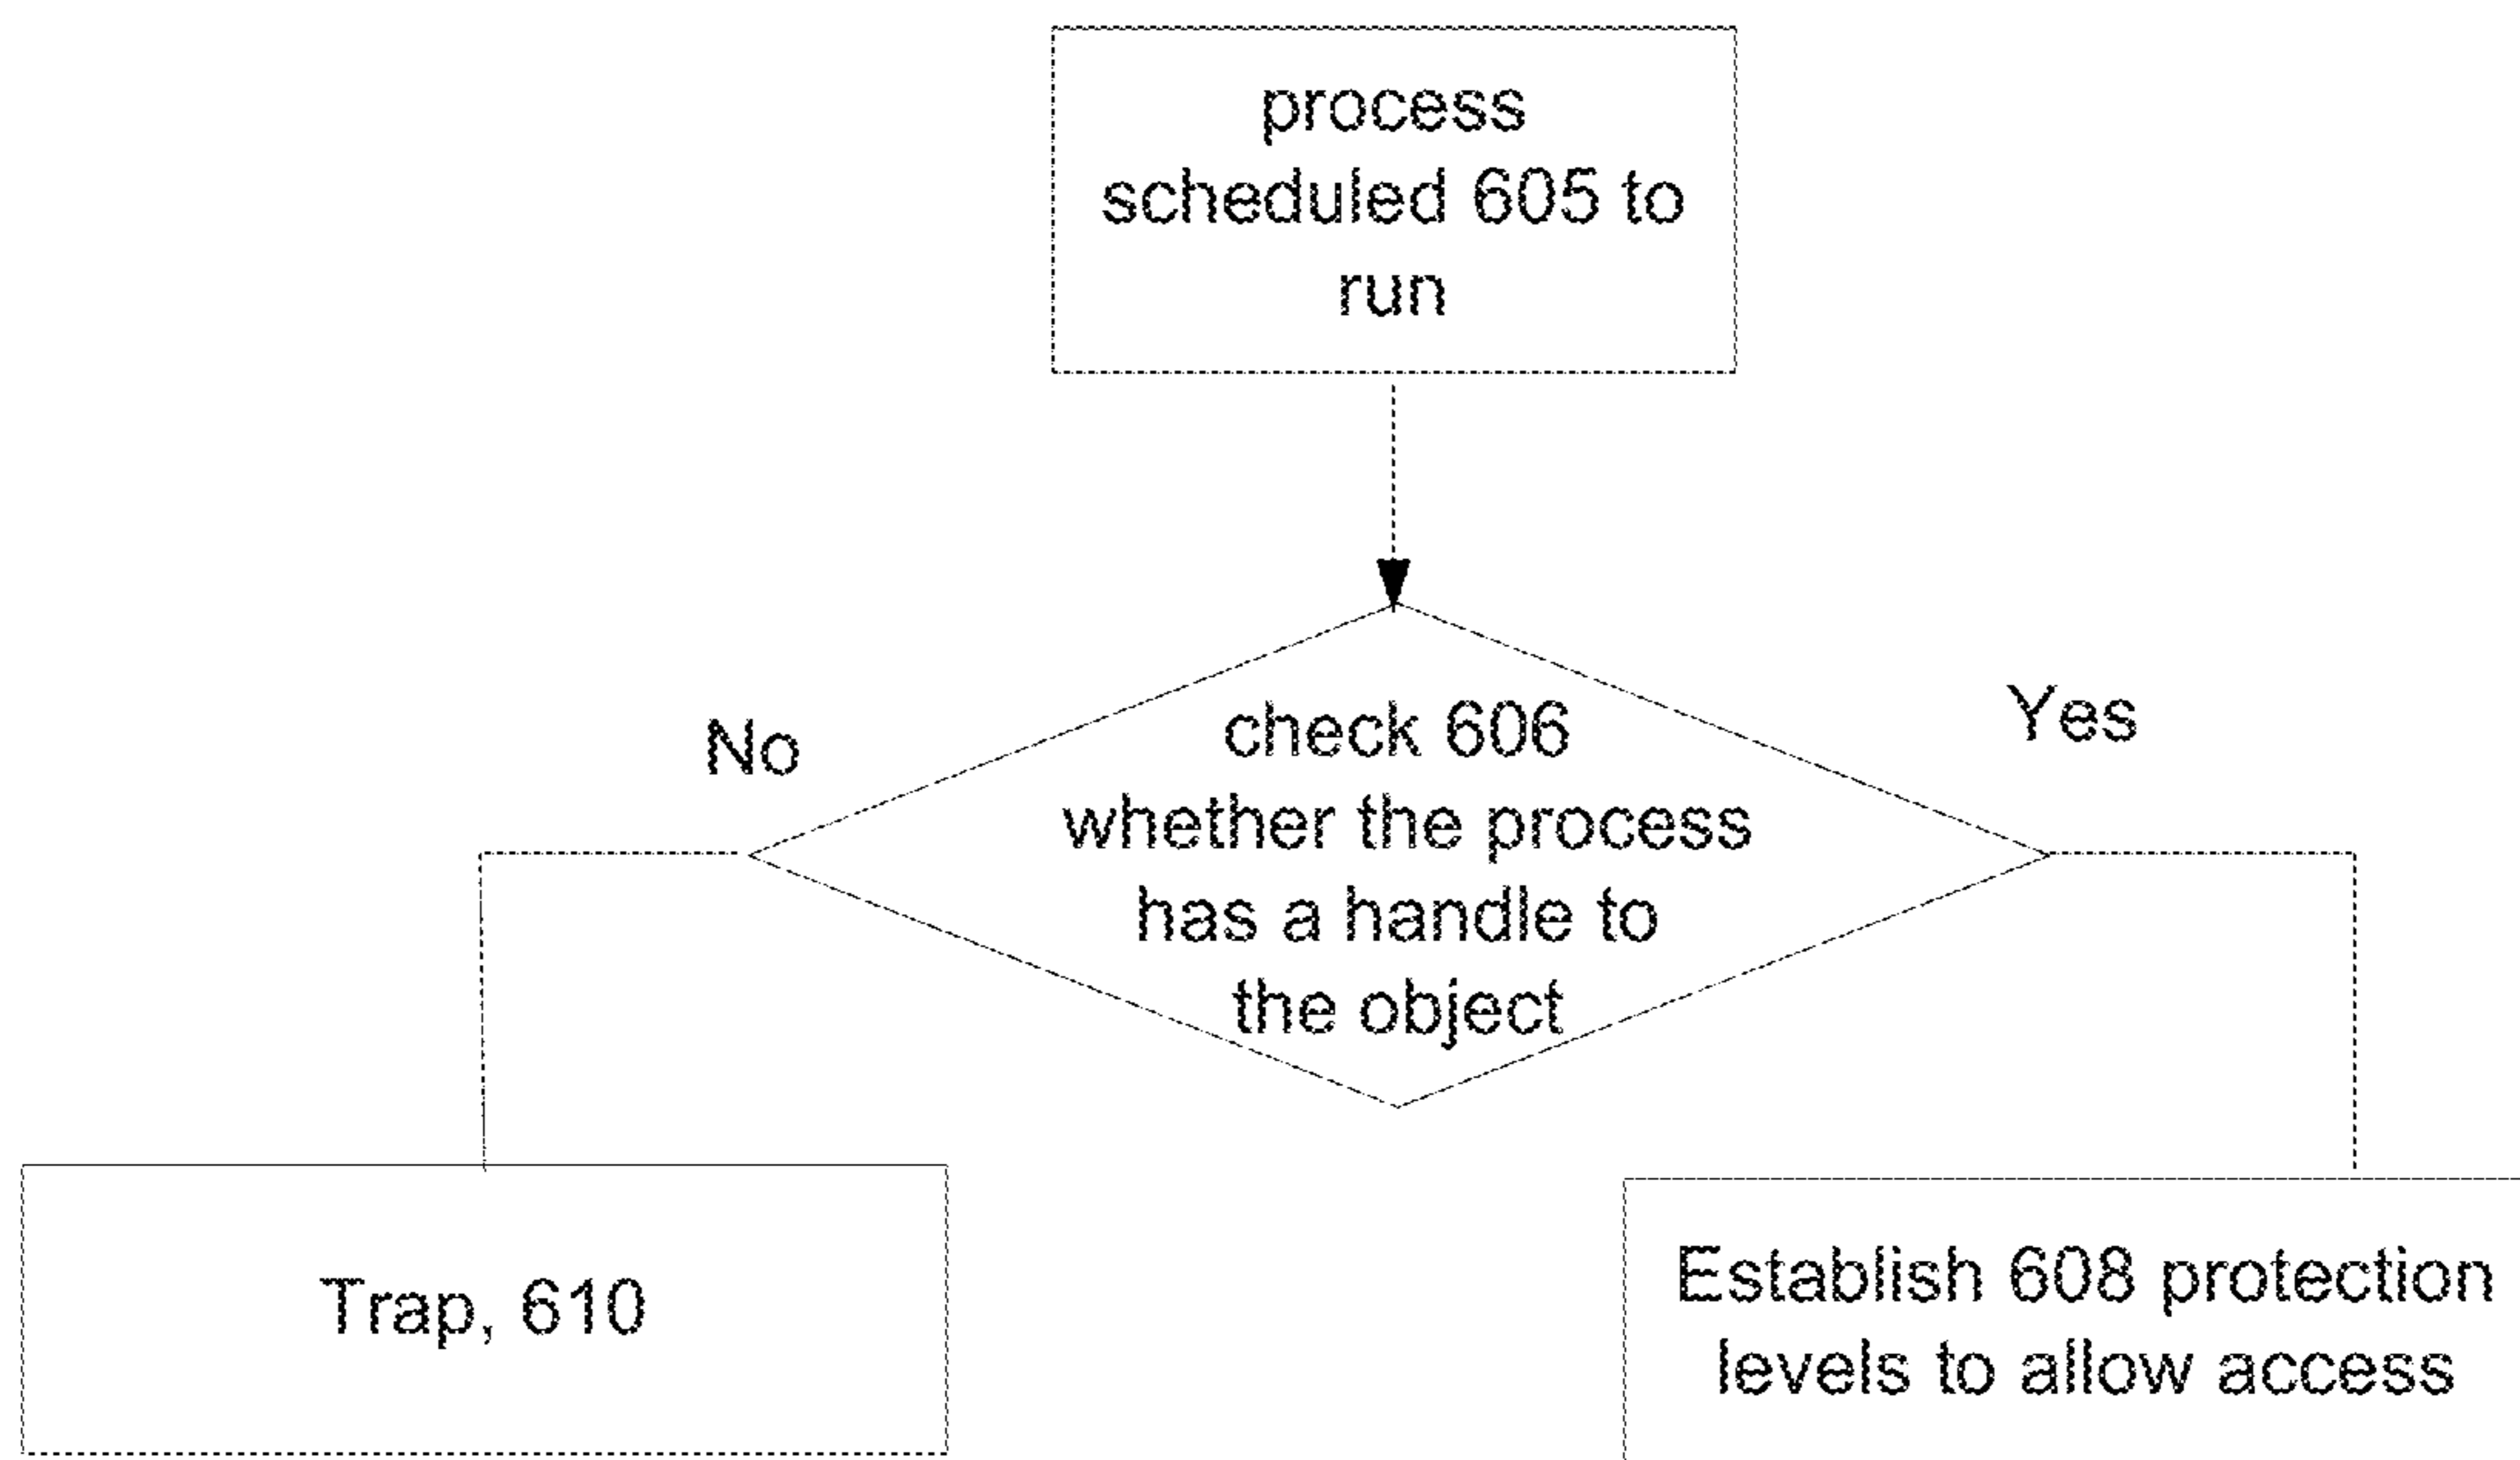 process
scheduled 605 to
run
No
Yes
check 606
whether the process
has a handle to
the object
Trap, 610
Establish 608 protection
levels to allow access